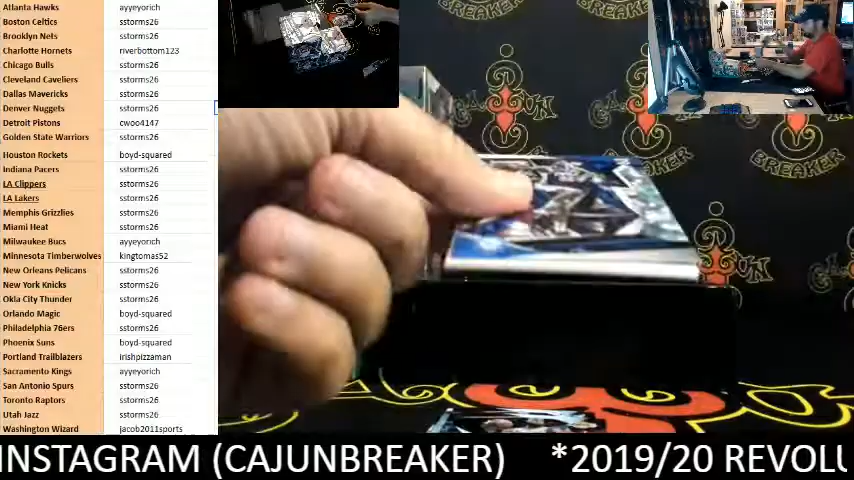 Atlanta Hawks ayyeyorich
Boston Celtics sstorms26
Brooklyn Nets sstorms26
Charlotte Hornets riverbottom123
Chicago Bulls sstorms26
Cleveland Cavaliers sstorms26
Dallas Mavericks sstorms26
Denver Nuggets sstorms26
Detroit Pistons cwoo4147
Golden State Warriors sstorms26
Houston Rockets boyd-squared
Indiana Pacers sstorms26
LA Clippers sstorms26
LA Lakers sstorms26
Memphis Grizzlies sstorms26
Miami Heat sstorms26
Milwaukee Bucs ayyeyorich
Minnesota Timberwolves kingtomas52
New Orleans Pelicans sstorms26
New York Knicks sstorms26
Okla City Thunder sstorms26
Orlando Magic boyd-squared
Philadelphia 76ers sstorms26
Phoenix Suns boyd-squared
Portland Trailblazers irishpizzaman
Sacramento Kings ayyeyorich
San Antonio Spurs sstorms26
Toronto Raptors sstorms26
Utah Jazz sstorms26
Washington Wizard jacob2011sports
CAJUN
BREAKER
INSTAGRAM (CAJUNBREAKER) *2019/20 REVOLU